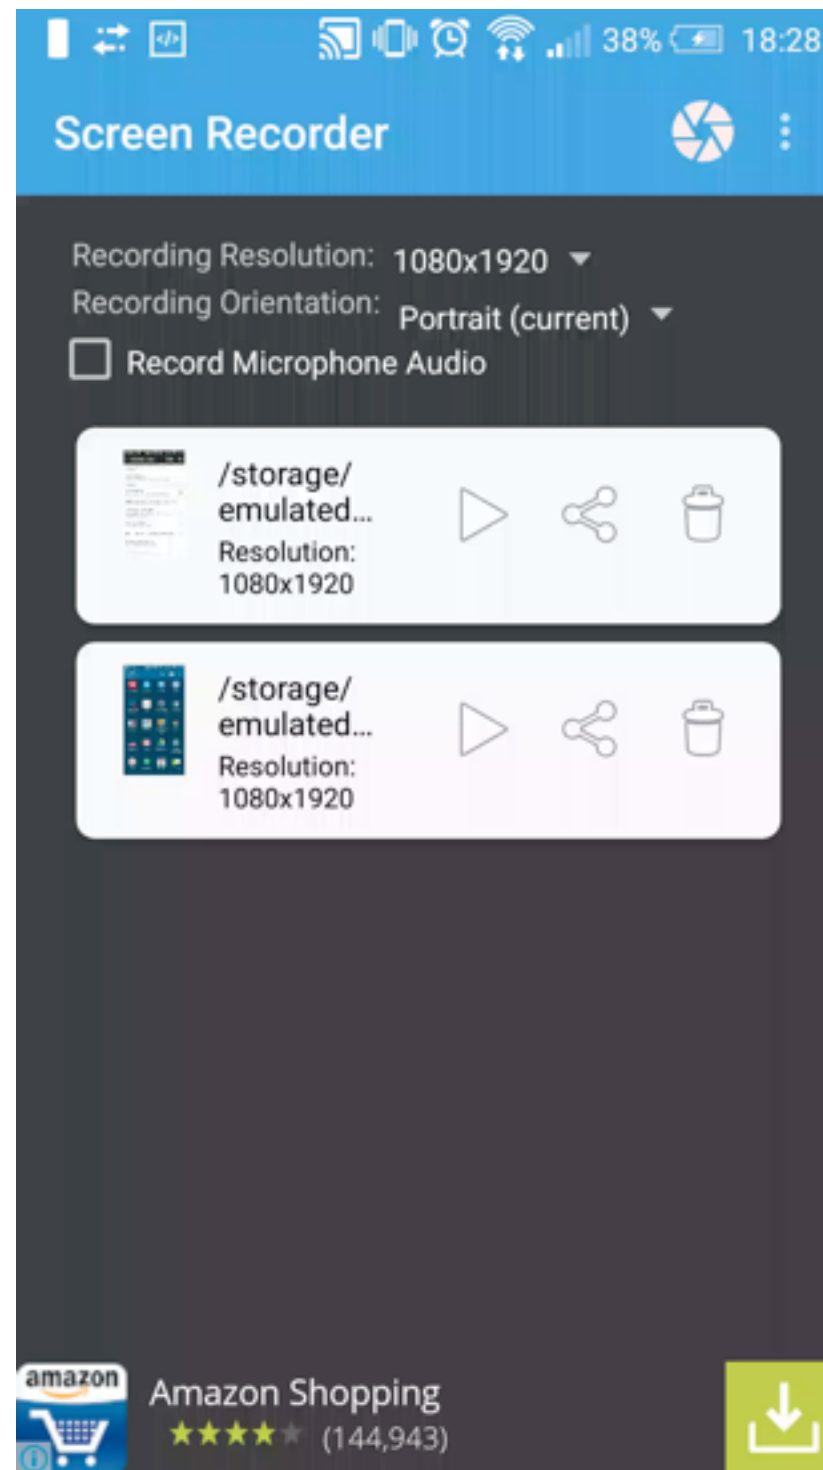 38% 18:28
Screen Recorder
Recording Resolution: 1080x1920
Recording Orientation: Portrait (current)
Record Microphone Audio
/storage/
emulated...
Resolution:
1080x1920
/storage/
emulated...
Resolution:
1080x1920
amazon
Amazon Shopping
(144,943)